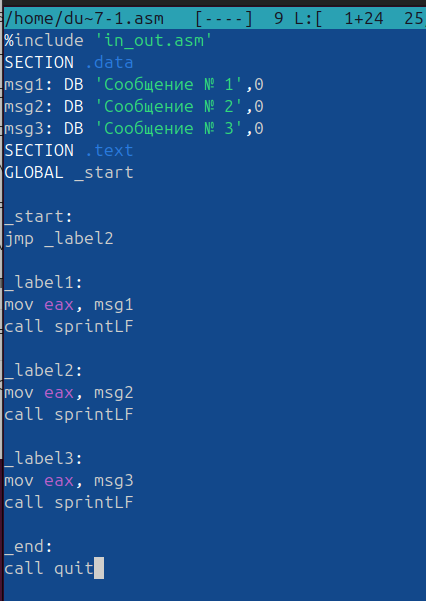 /home/du~7-1.asm [----] 9 L:[ 1+24 25
%include 'in_out.asm'
SECTION .data
msg1: DB 'Сообщение № 1',0
msg2: DB 'Сообщение № 2',0
msg3: DB 'Сообщение № 3',0
SECTION .text
GLOBAL _start
_start:
jmp _label2
_label1:
mov eax, msg1
call sprintLF
_label2:
mov eax, msg2
call sprintLF
_label3:
mov eax, msg3
call sprintLF
_end:
call quit